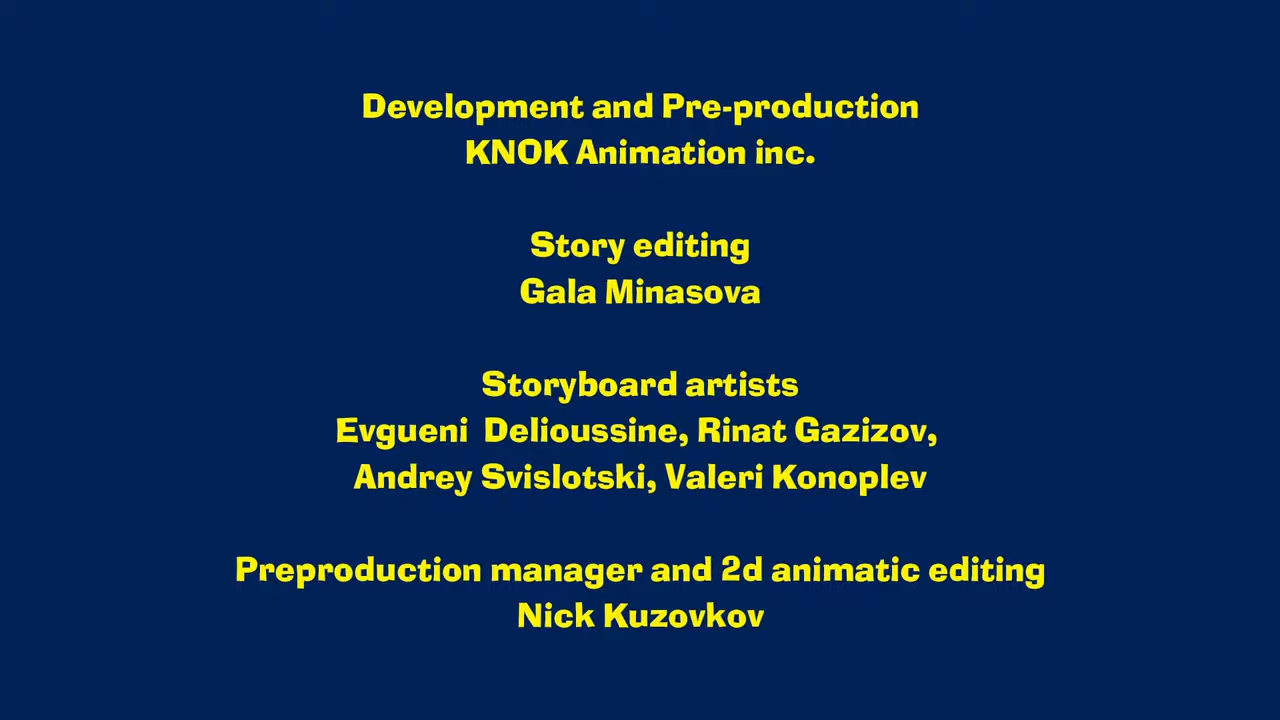 Development and Pre-production
KNOK Animation inc.
Story editing
Gala Minasova
Storyboard artists
Evgueni  Delioussine, Rinat Gazizov,
Andrey Svislotski, Valeri Konoplev
Preproduction manager and 2d animatic editing
Nick Kuzovkov